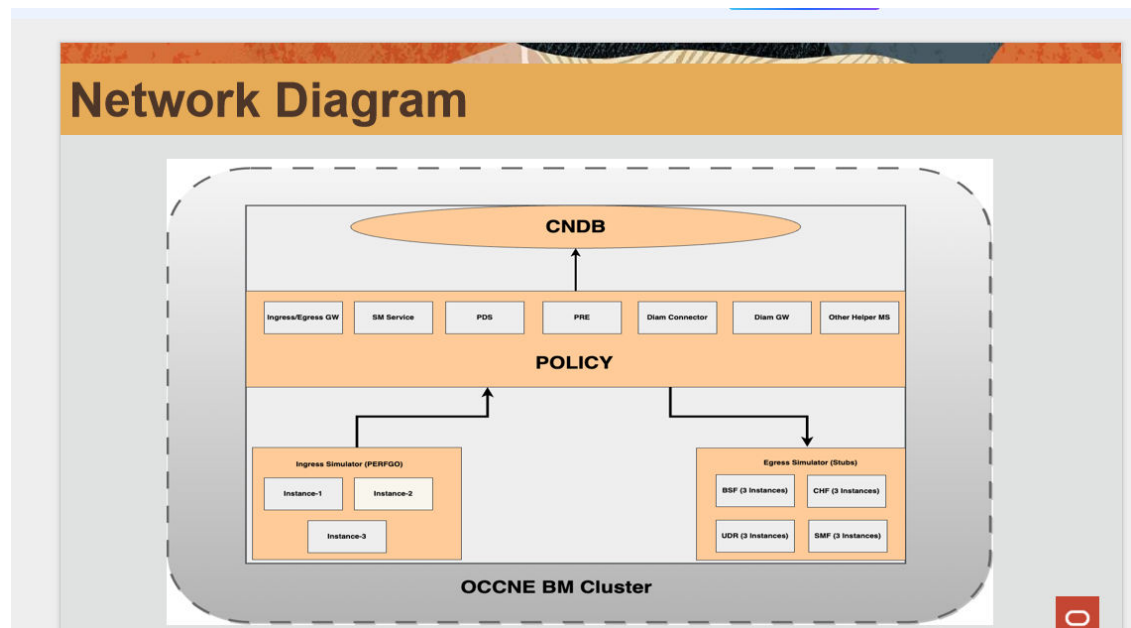 Network Diagram
CNDB
Ingress/Egress GW
SM Service
PDS
PRE
Diam Connector
Diam GW
Other Helper MS
POLICY
Ingress Simulator (PERFGO)
Instance-1
Instance-2
Instance-3
Egress Simulator (Stubs)
BSF (3 Instances)
CHF (3 Instances)
UDR (3 Instances)
SMF (3 Instances)
OCCNE BM Cluster